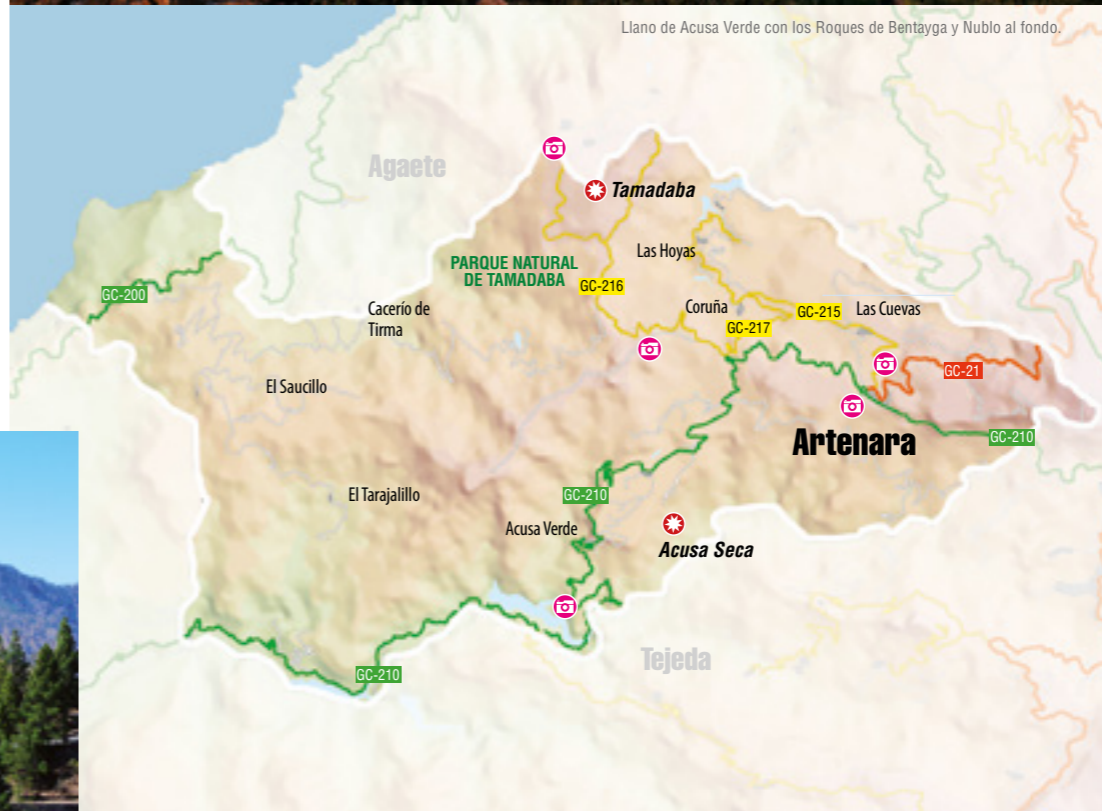 Llano de Acusa Verde con los Roques de Bentayga y Nublo al fondo.
Agaete
Tamadaba
PARQUE NATURAL
DE TAMADABA
Las Hoyas
GC-216
GC-200
Cacerío de
Tirma
Coruña
GC-215
Las Cuevas
GC-217
GC-21
El Saucillo
Artenara
GC-210
El Tarajalillo
GC-210
Acusa Verde
Acusa Seca
Tejeda
GC-210